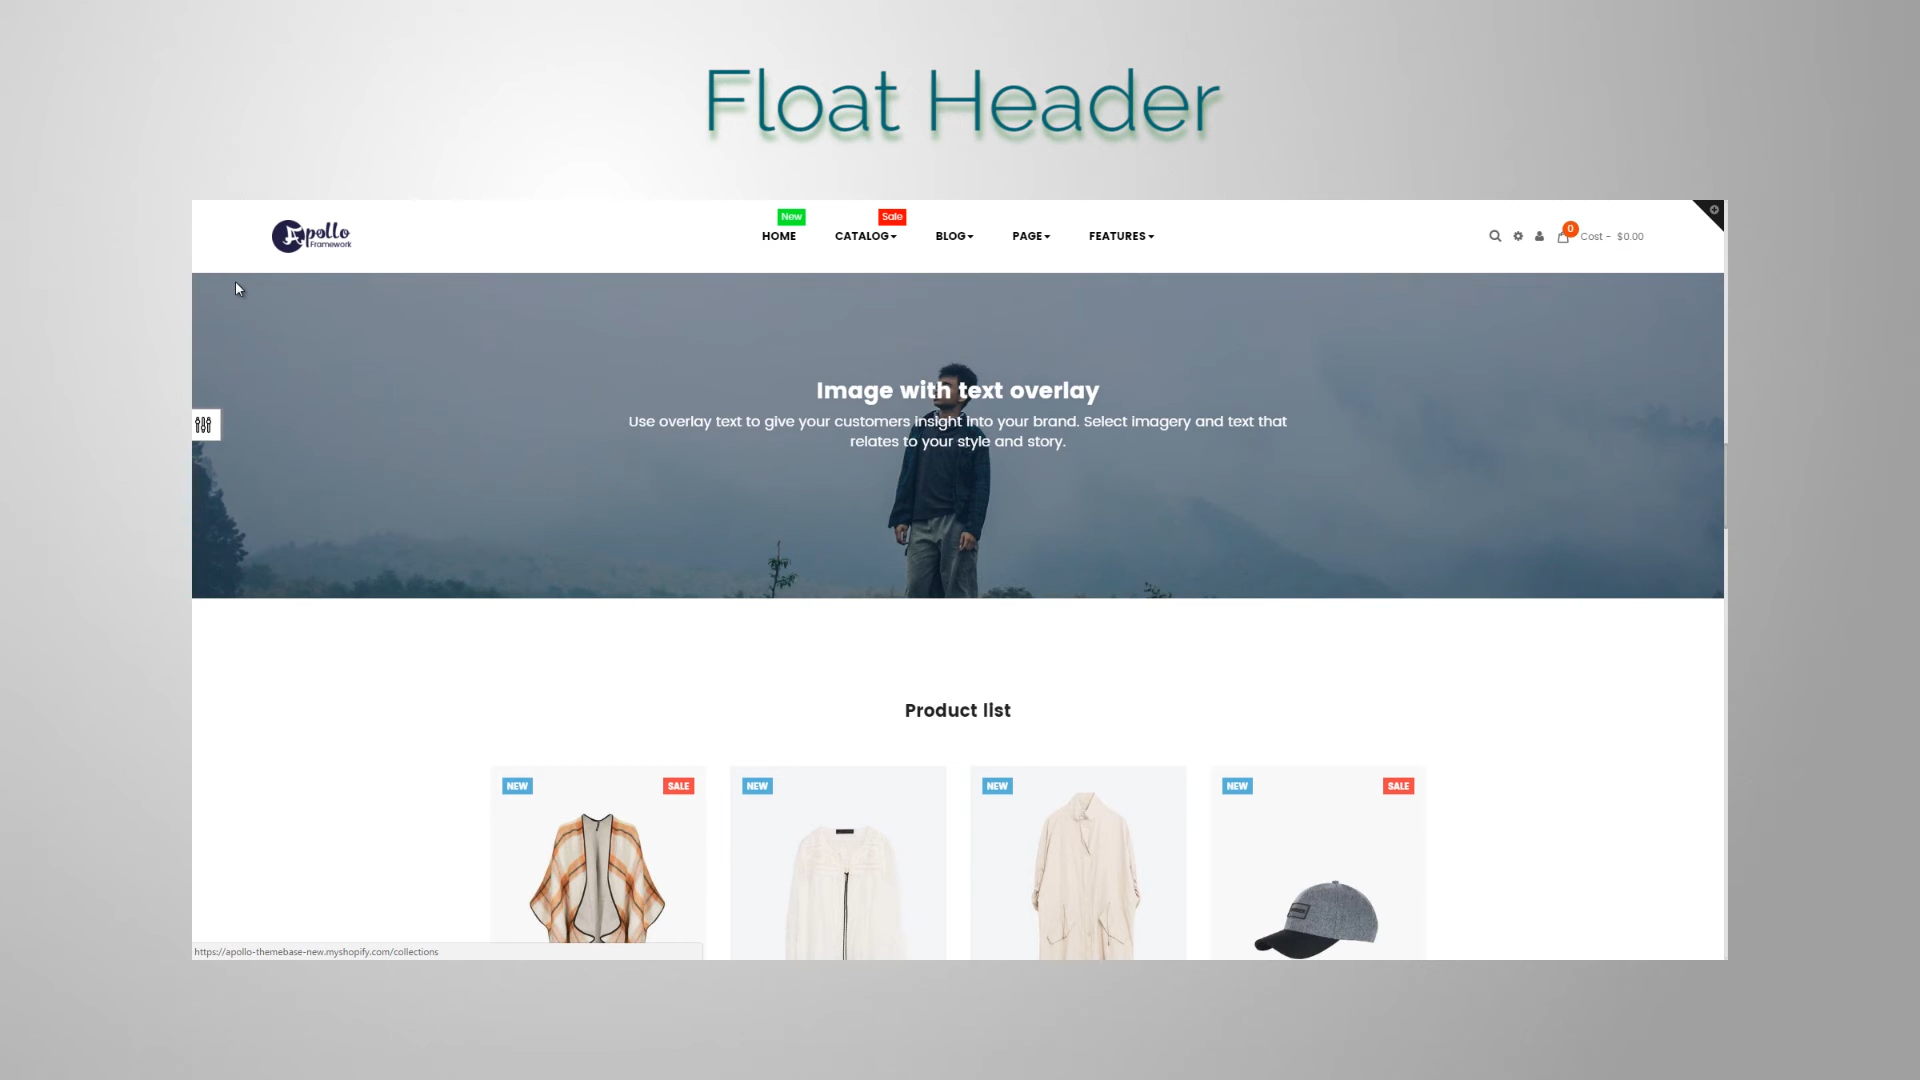 Float Header
Apollo
Framework
New
Sale
HOME
CATALOG
BLOG
PAGE
FEATURES
0
Cost - $0.00
Image with text overlay
Use overlay text to give your customers insight into your brand. Select imagery and text that
relates to your style and story.
Product list
NEW
SALE
NEW
NEW
NEW
SALE
https://apollo-themebase-new.myshopify.com/collections